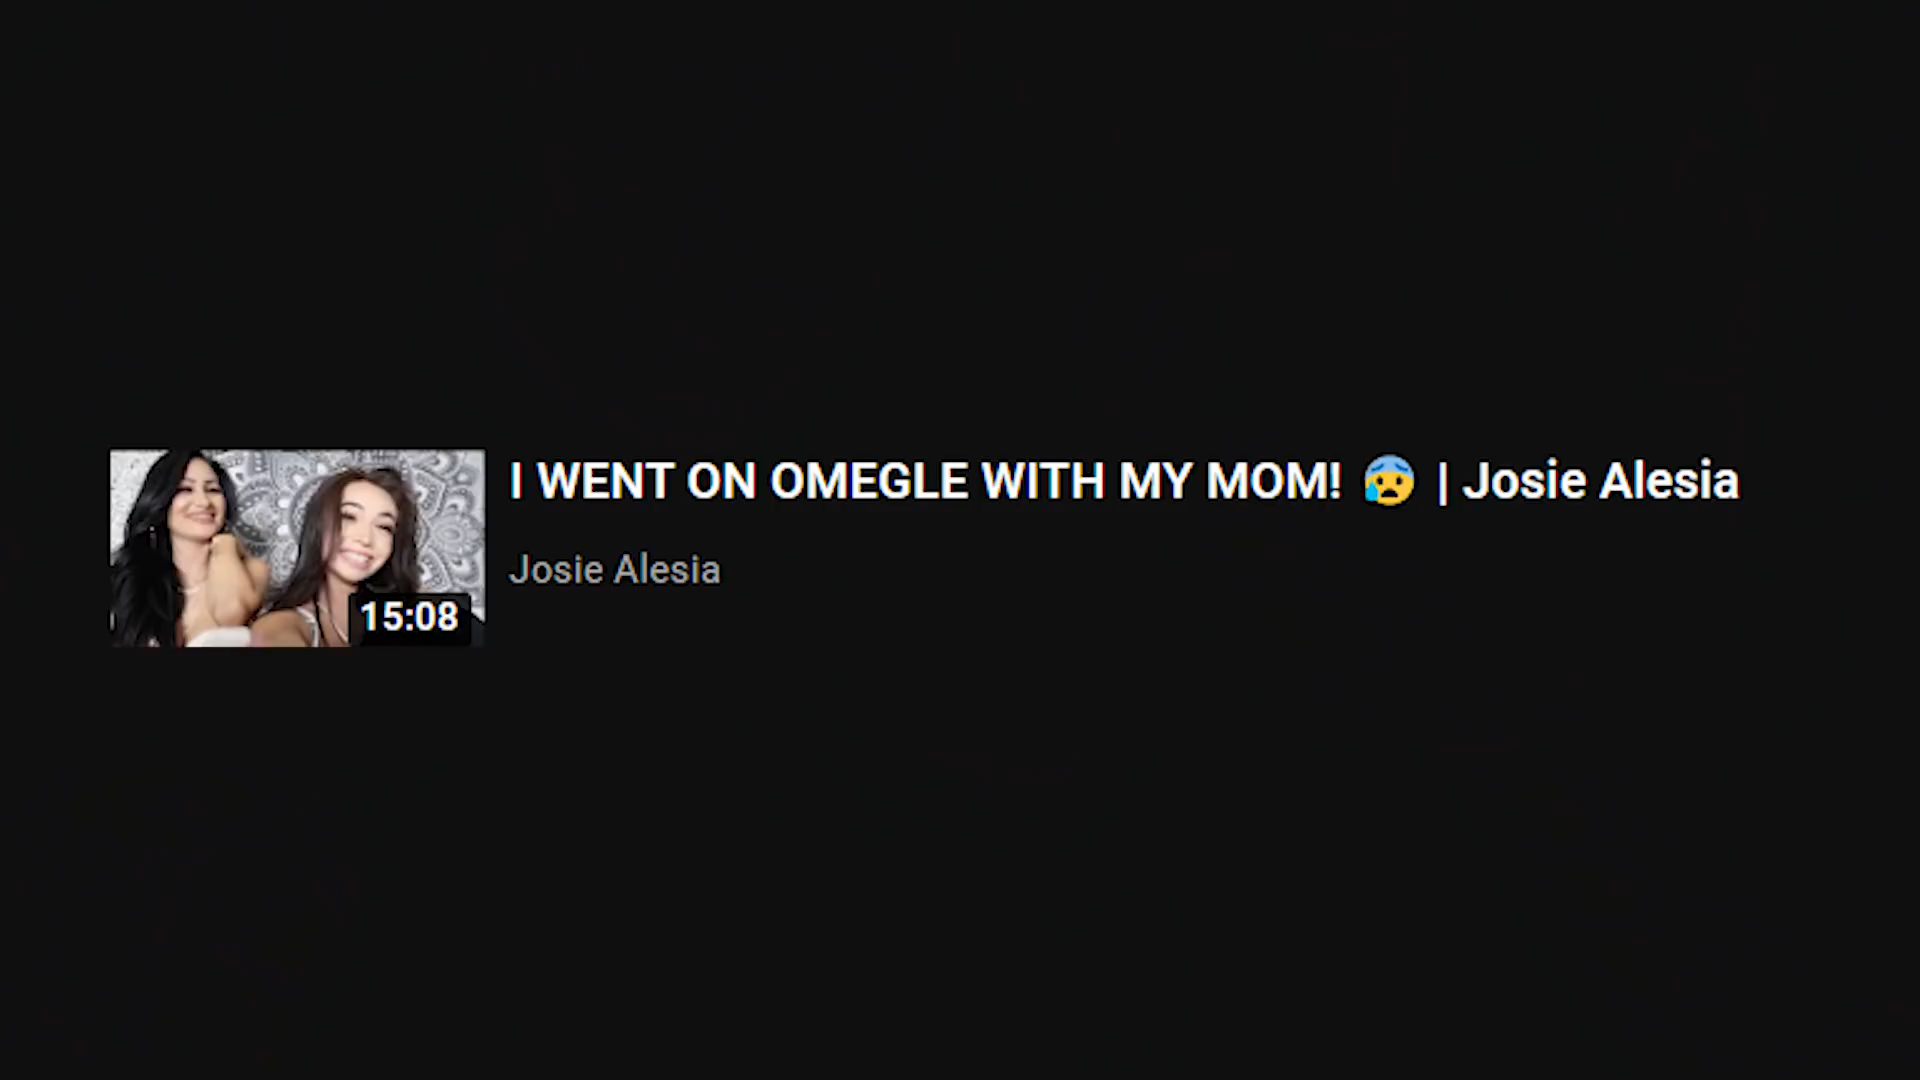 I WENT ON OMEGLE WITH MY MOM! 😰 | Josie Alesia
Josie Alesia
15:08